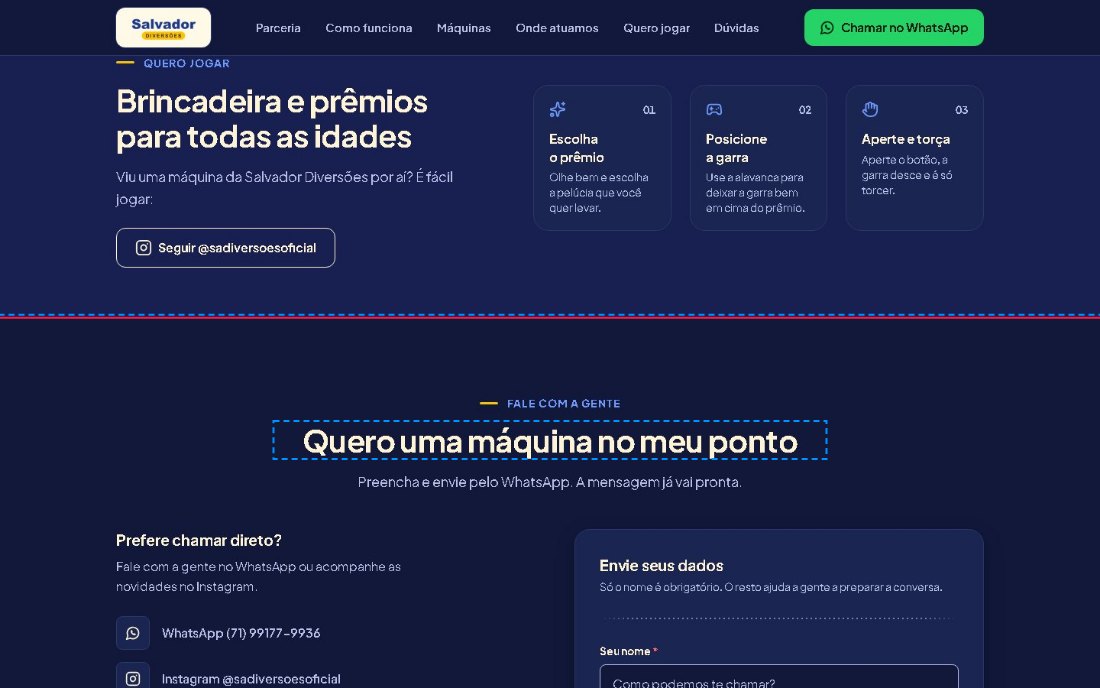 Salvador
DIVERSÕES
Parceria
Como funciona
Máquinas
Onde atuamos
Quero jogar
Dúvidas
Chamar no WhatsApp
QUERO JOGAR
Brincadeira e prêmios
para todas as idades
Viu uma máquina da Salvador Diversões por aí? É fácil
jogar:
Seguir @sadiversoesoficial
01
Escolha
o prêmio
Olhe bem e escolha
a pelúcia que você
quer levar.
02
Posicione
a garra
Use a alavanca para
deixar a garra bem
em cima do prêmio.
03
Aperte e torça
Aperte o botão, a
garra desce e é só
torcer.
FALE COM A GENTE
Quero uma máquina no meu ponto
Preencha e envie pelo WhatsApp. A mensagem já vai pronta.
Prefere chamar direto?
Fale com a gente no WhatsApp ou acompanhe as
novidades no Instagram.
WhatsApp (71) 99177-9936
Instagram @sadiversoesoficial
Envie seus dados
Só o nome é obrigatório. O resto ajuda a gente a preparar a conversa.
Seu nome *
Como podemos te chamar?